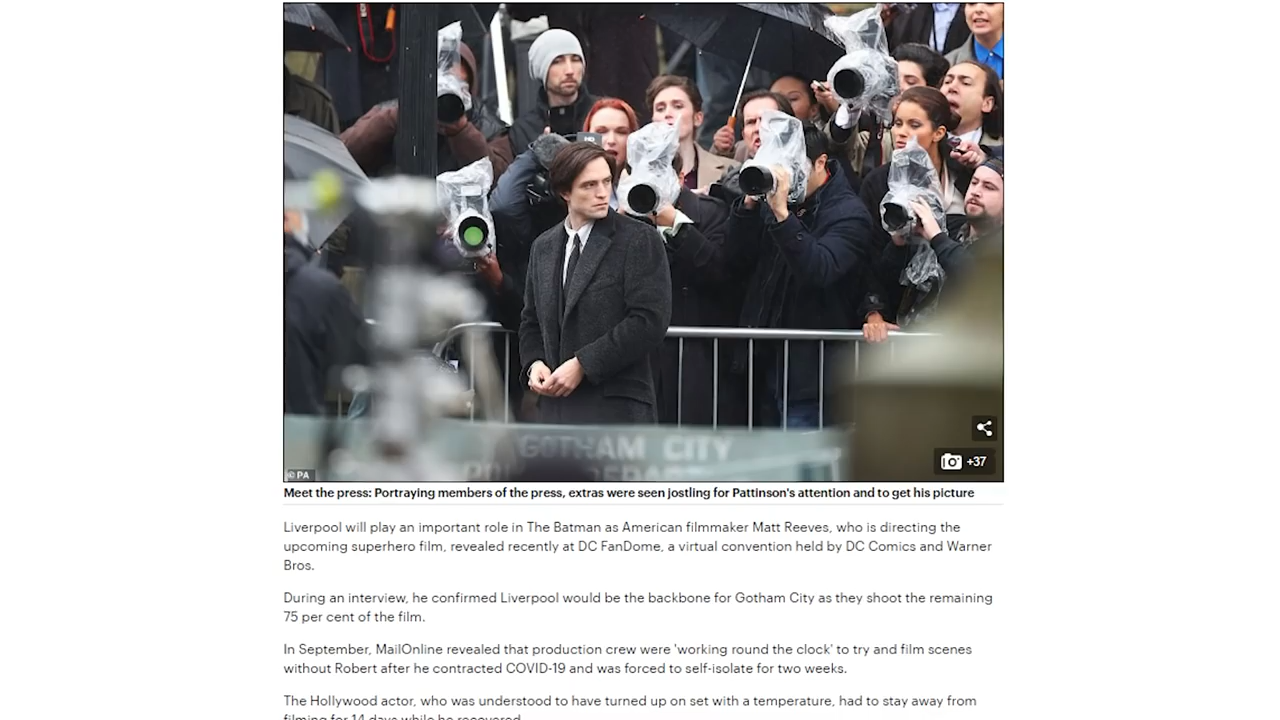 GOTHAM CITY
© PA
+37
Meet the press: Portraying members of the press, extras were seen jostling for Pattinson's attention and to get his picture
Liverpool will play an important role in The Batman as American filmmaker Matt Reeves, who is directing the
upcoming superhero film, revealed recently at DC FanDome, a virtual convention held by DC Comics and Warner
Bros.
During an interview, he confirmed Liverpool would be the backbone for Gotham City as they shoot the remaining
75 per cent of the film.
In September, MailOnline revealed that production crew were 'working round the clock' to try and film scenes
without Robert after he contracted COVID-19 and was forced to self-isolate for two weeks.
The Hollywood actor, who was understood to have turned up on set with a temperature, had to stay away from
filming for 14 days while he recovered.